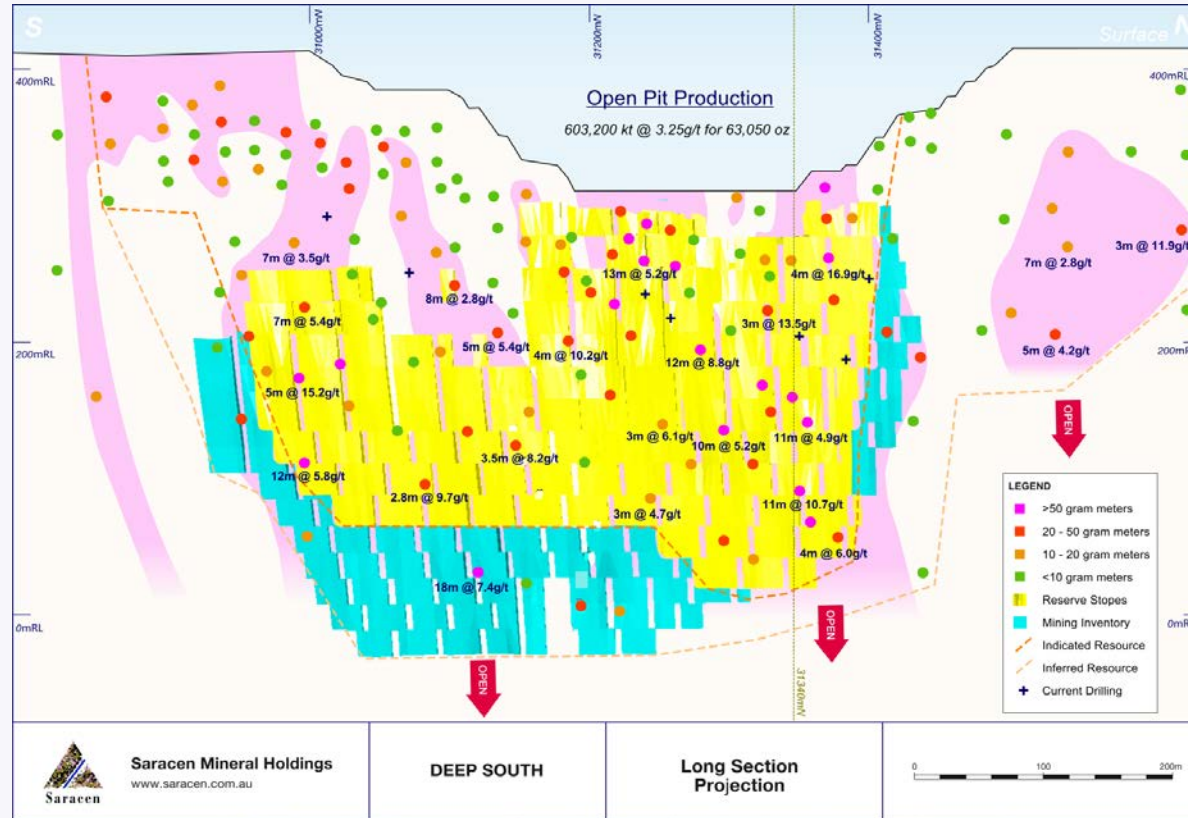 S
31000mN
31200mN
31400mN
Surface N
400mRL
400mRL
Open Pit Production
603,200 kt @ 3.25g/t for 63,050 oz
7m @ 3.5g/t
13m @ 5.2g/t
4m @ 16.9g/t
7m @ 2.8g/t
3m @ 11.9g/t
8m @ 2.8g/t
7m @ 5.4g/t
3m @ 13.5g/t
200mRL
200mRL
5m @ 5.4g/t
4m @ 10.2g/t
12m @ 8.8g/t
5m @ 4.2g/t
5m @ 15.2g/t
OPEN
3m @ 6.1g/t
10m @ 5.2g/t
11m @ 4.9g/t
3.5m @ 8.2g/t
12m @ 5.8g/t
2.8m @ 9.7g/t
3m @ 4.7g/t
11m @ 10.7g/t
4m @ 6.0g/t
18m @ 7.4g/t
0mRL
0mRL
OPEN
OPEN
31340mN
LEGEND
>50 gram meters
20 - 50 gram meters
10 - 20 gram meters
<10 gram meters
Reserve Stopes
Mining Inventory
Indicated Resource
Inferred Resource
Current Drilling
Saracen
Saracen Mineral Holdings
www.saracen.com.au
DEEP SOUTH
Long Section
Projection
0
100
200m